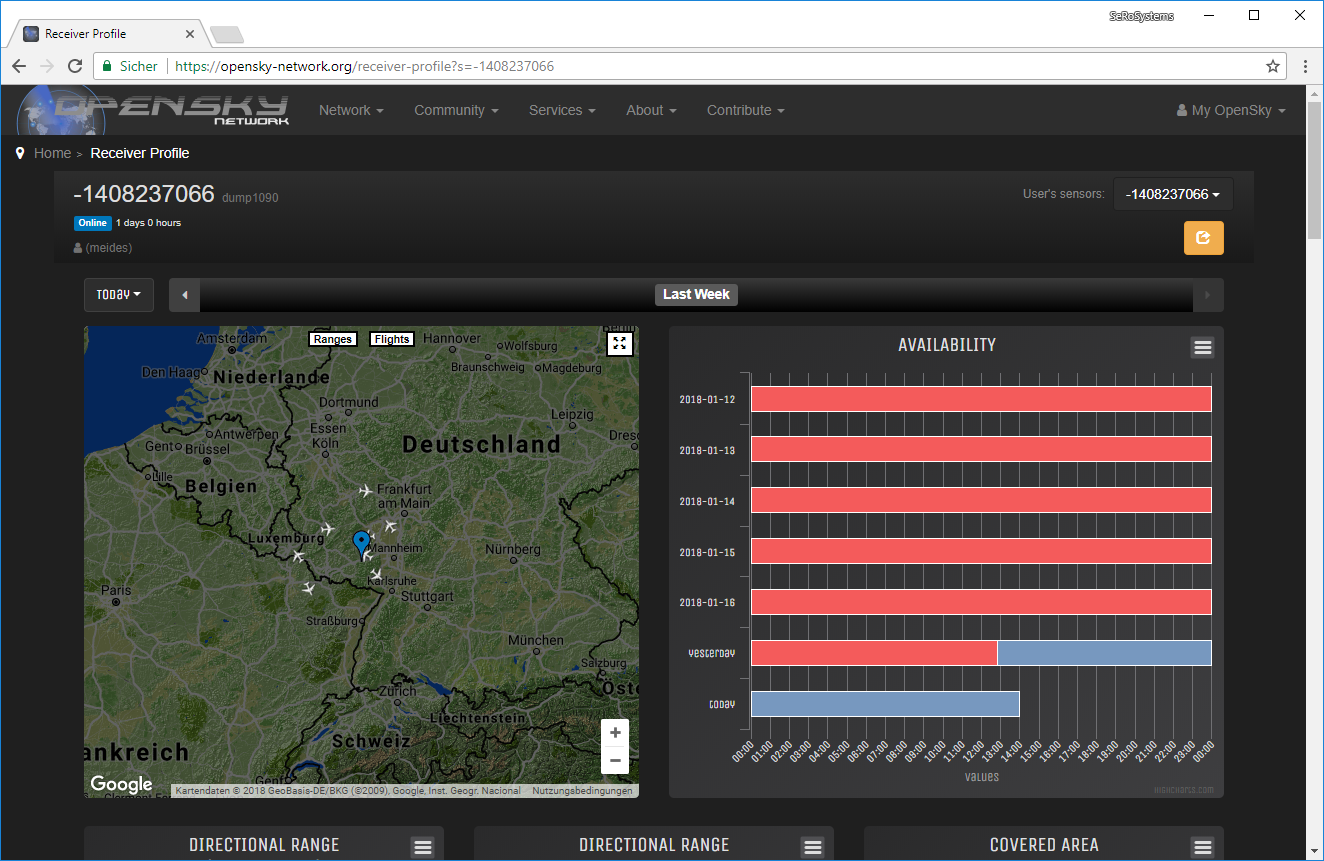 SeRoSystems
Receiver Profile
Sicher https://opensky-network.org/receiver-profile?s=-1408237066
OPENSKY
NETWORK
Network Community Services About Contribute My OpenSky
Home > Receiver Profile
-1408237066 dump1090
User's sensors: -1408237066
Online 1 days 0 hours
(meides)
Today
Last Week
Ranges Flights
Amsterdam
Hannover
Wolfsburg
Braunschweig
Magdeburg
Den Haag
Niederlande
Dortmund
Essen
Leipzig
Antwerpen
Köln
Deutschland
Dres
Gent
Brüssel
Lille
Belgien
Frankfurt
am Main
Luxemburg
Mannheim
Nürnberg
Karlsruhe
Paris
Stuttgart
Straßburg
München
Salzburg
Zürich
Öste
Liechtenstein
Schweiz
ankreich
Genf
+
−
Google
Kartendaten © 2018 GeoBasis-DE/BKG (©2009), Google, Inst. Geogr. Nacional Nutzungsbedingungen
AVAILABILITY
2018-01-12
2018-01-13
2018-01-14
2018-01-15
2018-01-16
yesterday
today
00:00 01:00 02:00 03:00 04:00 05:00 06:00 07:00 08:00 09:00 10:00 11:00 12:00 13:00 14:00 15:00 16:00 17:00 18:00 19:00 20:00 21:00 22:00 23:00 00:00
Values
Highcharts.com
DIRECTIONAL RANGE
DIRECTIONAL RANGE
COVERED AREA